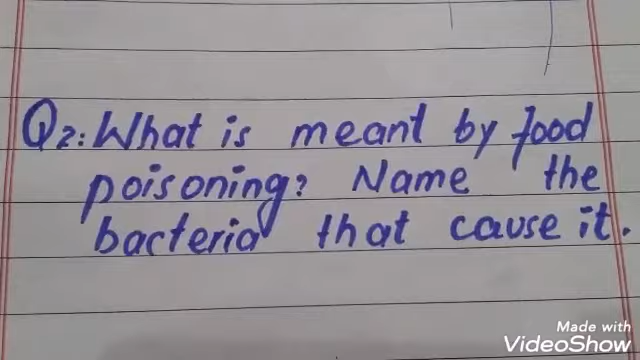 Q2: What is meant by food
poisoning? Name the
bacteria that cause it.
Made with
VideoShow